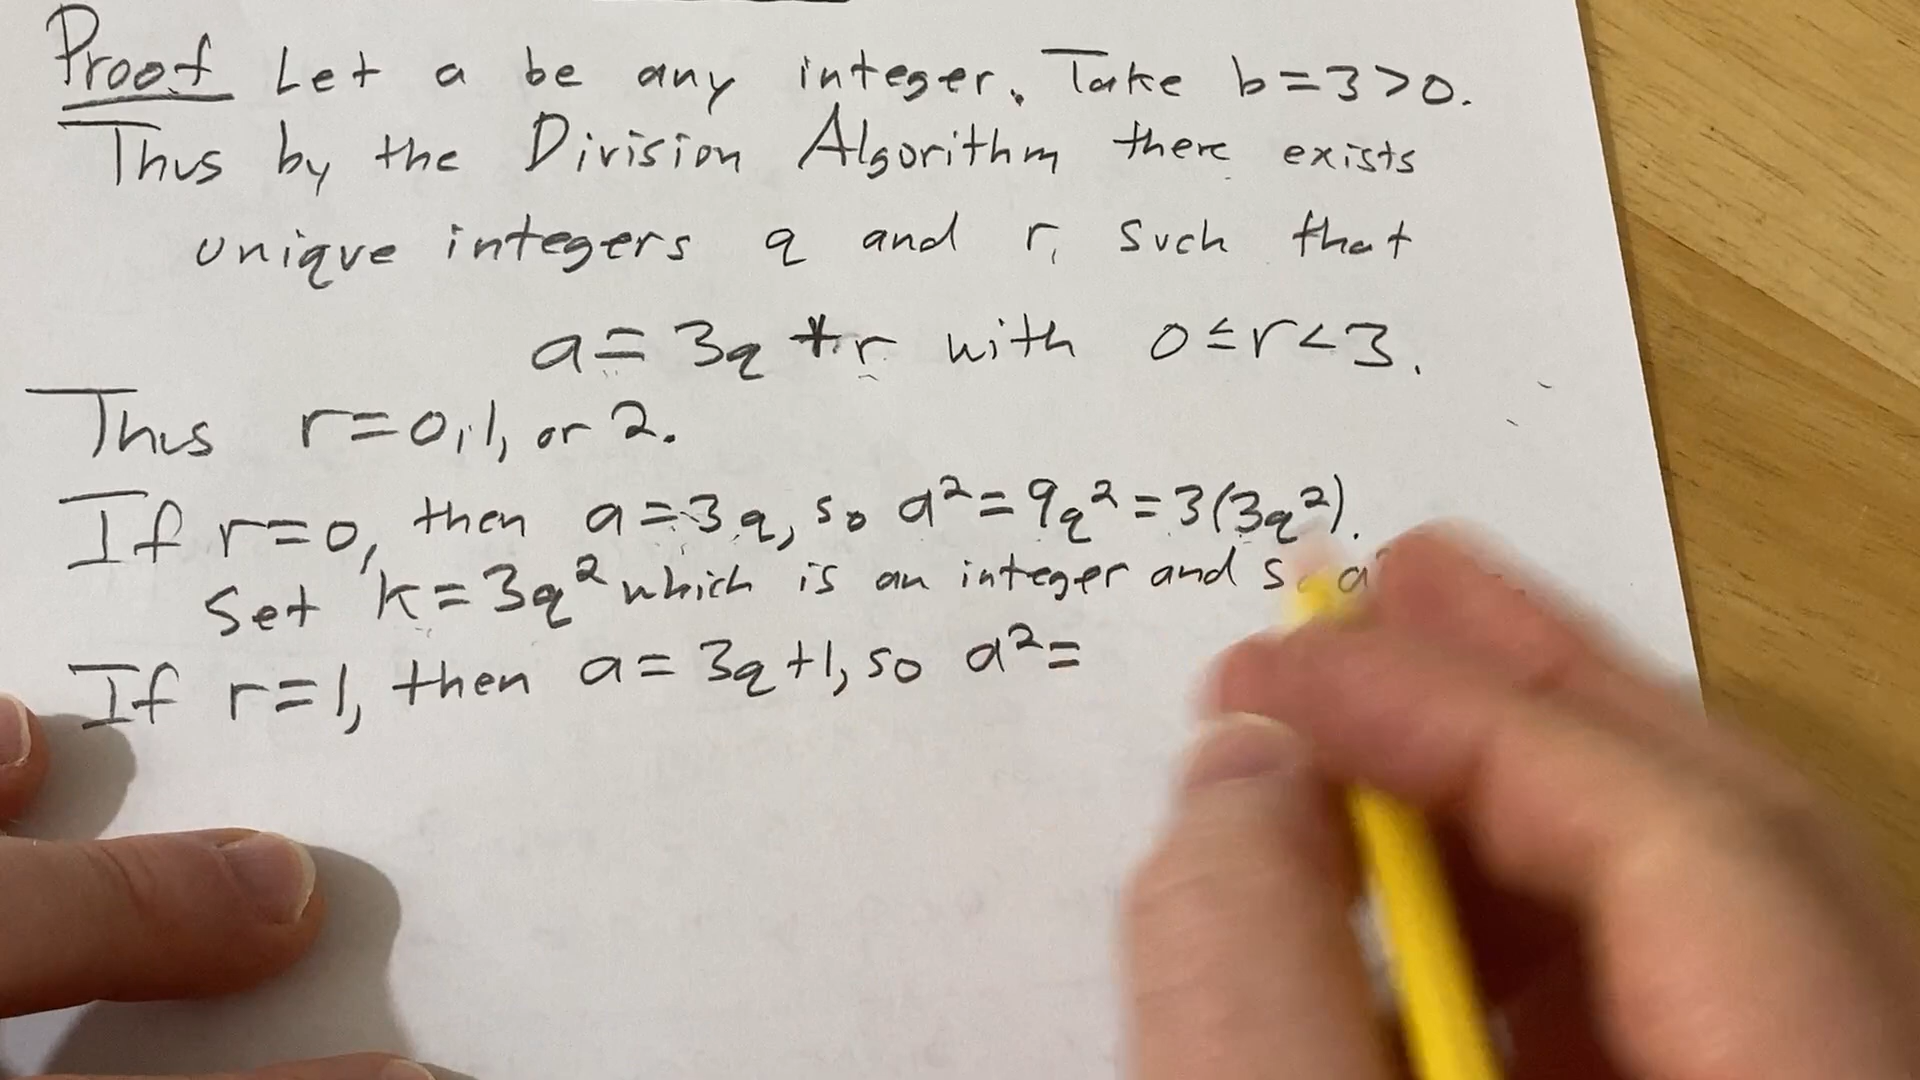 Proof Let a be any integer. Take b=3>0.
Thus by the Division Algorithm there exists
unique integers q and r, such that
a=3q+r with 0≤r<3.
Thus r=0,1, or 2.
If r=0, then a=3q, so a²=9q²=3(3q²).
Set k=3q² which is an integer and
If r=1, then a=3q+1, so a²=